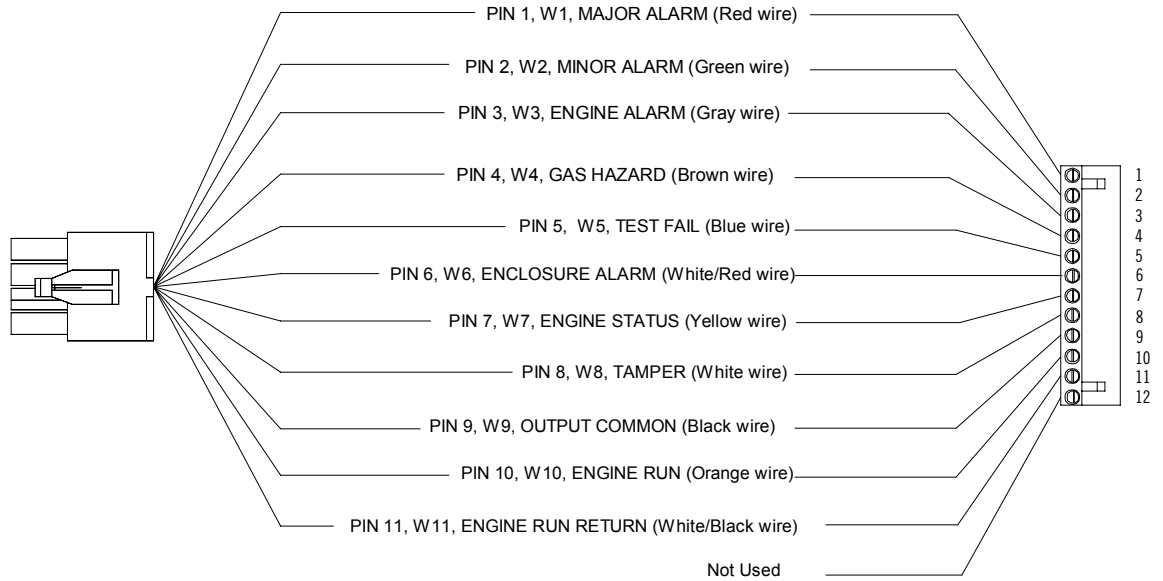 PIN 1, W1, MAJOR ALARM (Red wire)
PIN 2, W2, MINOR ALARM (Green wire)
PIN 3, W3, ENGINE ALARM (Gray wire)
PIN 4, W4, GAS HAZARD (Brown wire)
PIN 5, W5, TEST FAIL (Blue wire)
PIN 6, W6, ENCLOSURE ALARM (White/Red wire)
PIN 7, W7, ENGINE STATUS (Yellow wire)
PIN 8, W8, TAMPER (White wire)
PIN 9, W9, OUTPUT COMMON (Black wire)
PIN 10, W10, ENGINE RUN (Orange wire)
PIN 11, W11, ENGINE RUN RETURN (White/Black wire)
Not Used
1
2
3
4
5
6
7
8
9
10
11
12